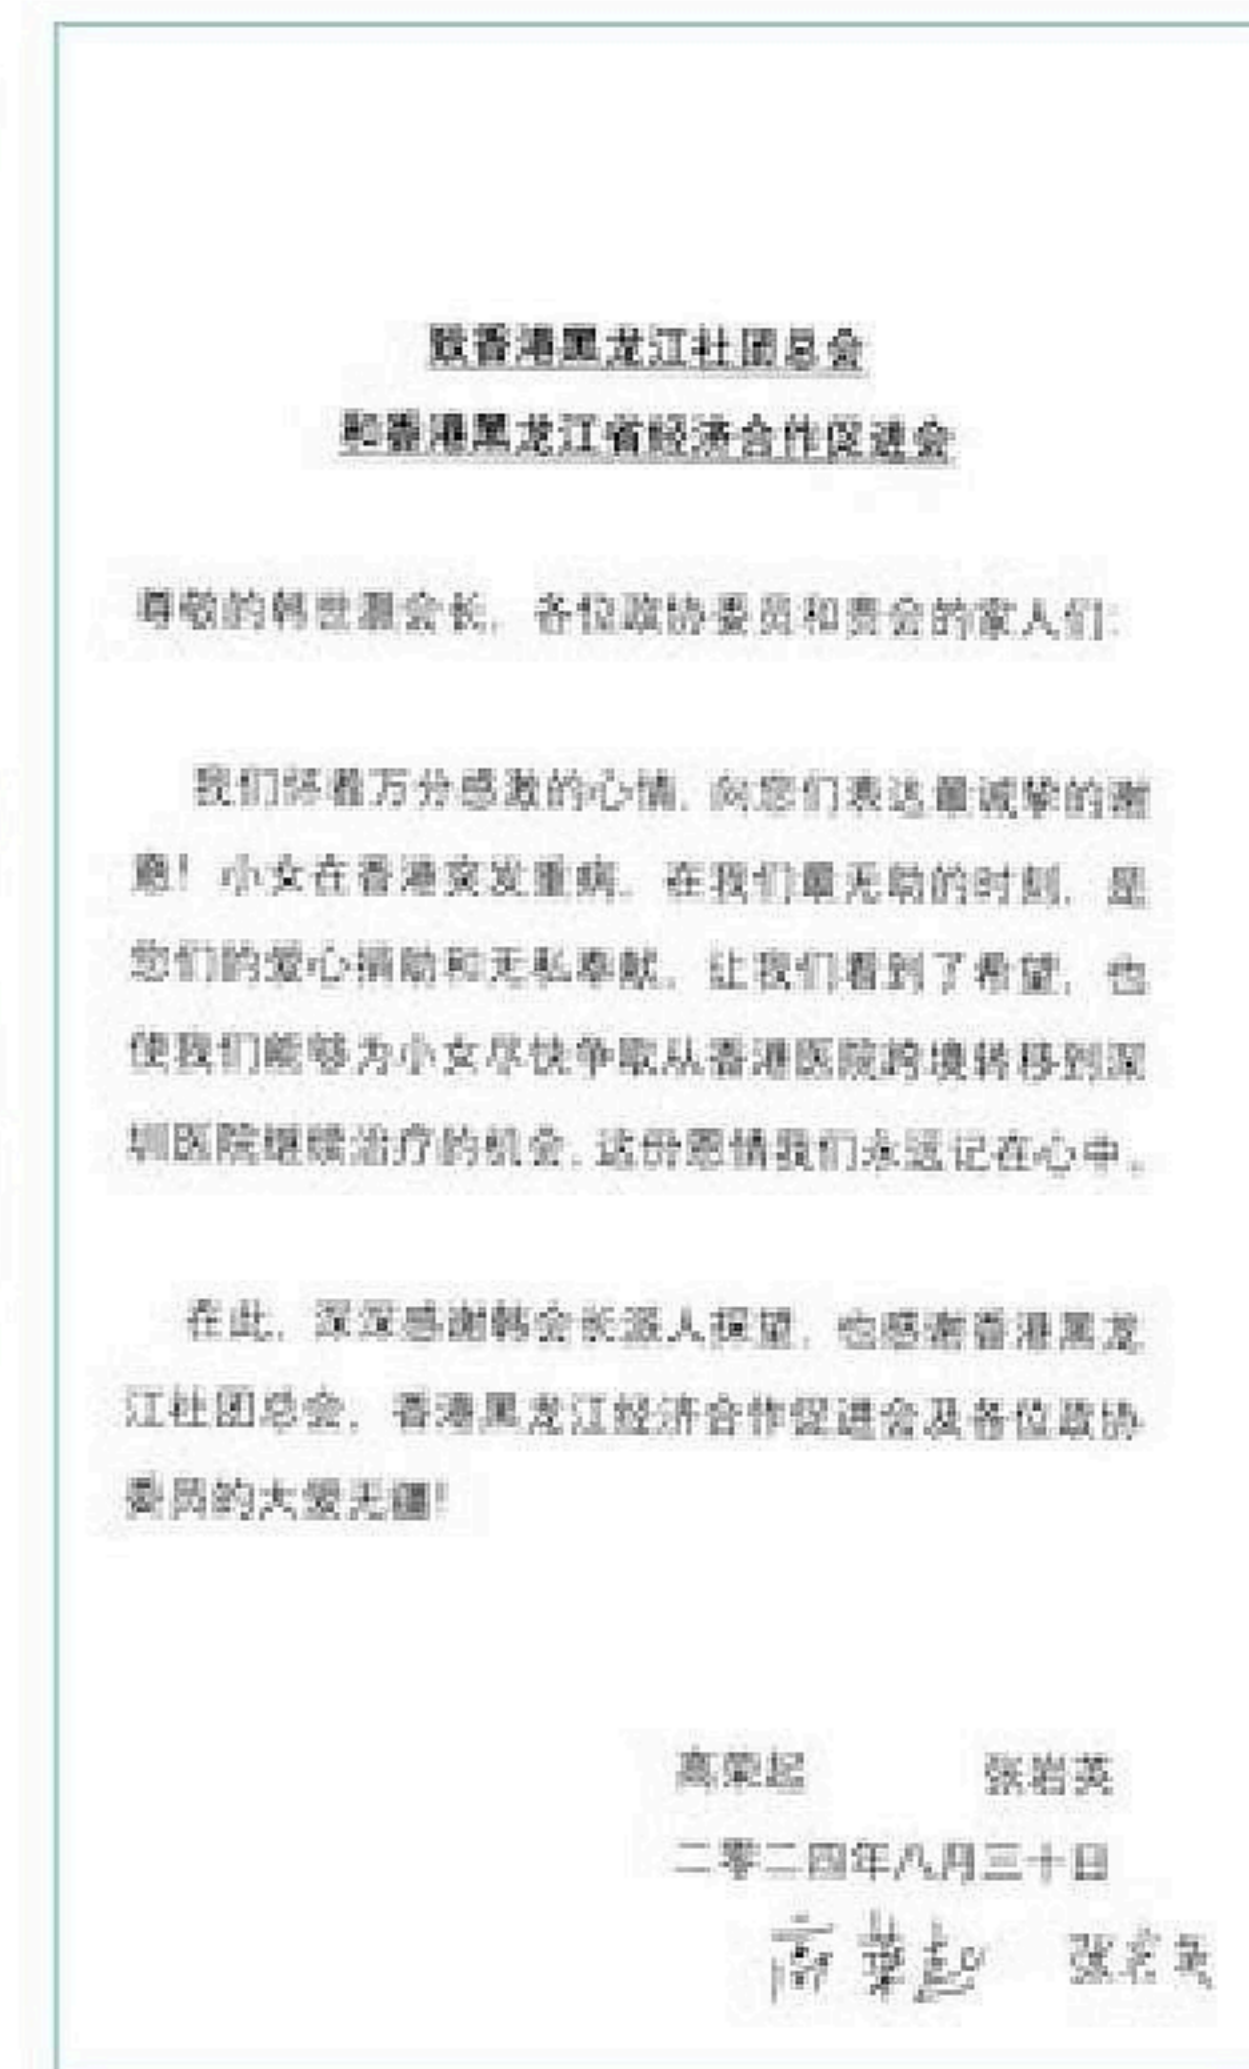 致香港黑龙江社团总会
和香港黑龙江省经济合作促进会
尊敬的韩世灏会长，各位政协委员和贵会的家人们：
我们怀着万分感激的心情，向您们表达最诚挚的谢
意！小女在香港突发重病，在我们最无助的时刻，是
您们的爱心捐助和无私奉献，让我们看到了希望，也
使我们能够为小女尽快争取从香港医院跨境转移到深
圳医院继续治疗的机会，这份恩情我们永远记在心中。
在此，深深感谢韩会长派人探望，也感谢香港黑龙
江社团总会，香港黑龙江经济合作促进会及各位政协
委员的大爱无疆！
高荣起 张岩英
二零二四年八月三十日
高荣起 张岩英